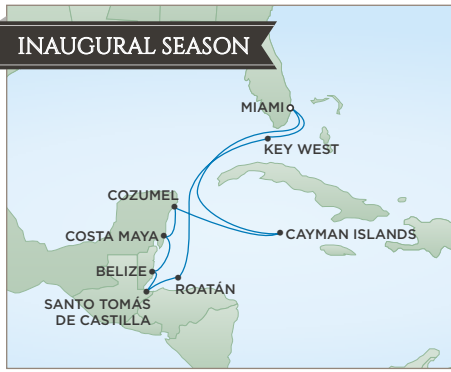 INAUGURAL SEASON
MIAMI
KEY WEST
COZUMEL
COSTA MAYA
CAYMAN ISLANDS
BELIZE
ROATÁN
SANTO TOMÁS
DE CASTILLA